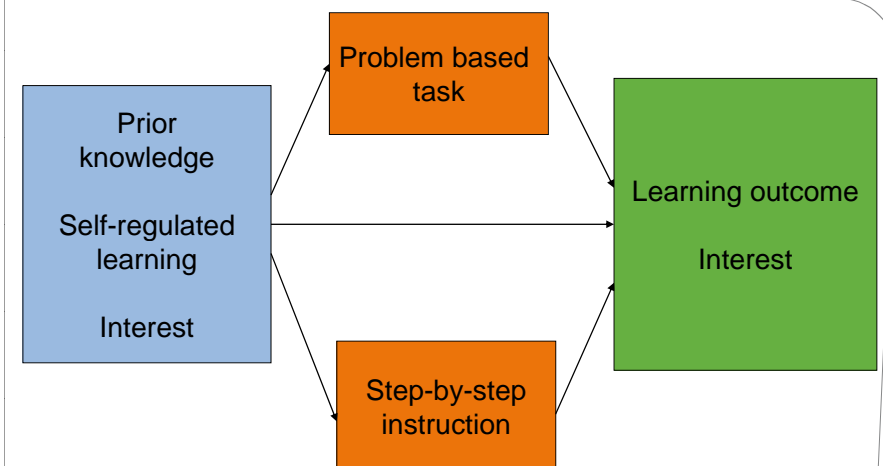 Problem based
task
Prior
knowledge
Self-regulated
learning
Interest
Learning outcome
Interest
Step-by-step
instruction